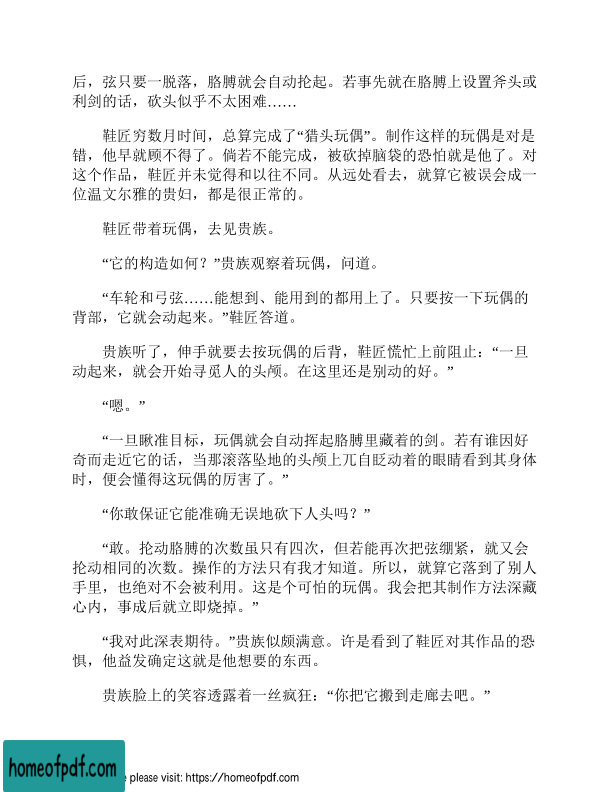 后，弦只要一脱落，胳膊就会自动抡起。若事先就在胳膊上设置斧头或
利剑的话，砍头似乎不太困难……
鞋匠穷数月时间，总算完成了“猎头玩偶”。制作这样的玩偶是对是
错，他早就顾不得了。倘若不能完成，被砍掉脑袋的恐怕就是他了。对
这个作品，鞋匠并未觉得和以往不同。从远处看去，就算它被误会成一
位温文尔雅的贵妇，都是很正常的。
鞋匠带着玩偶，去见贵族。
“它的构造如何？”贵族观察着玩偶，问道。
“车轮和弓弦……能想到、能用到的都用上了。只要按一下玩偶的
背部，它就会动起来。”鞋匠答道。
贵族听了，伸手就要去按玩偶的后背，鞋匠慌忙上前阻止：“一旦
动起来，就会开始寻觅人的头颅。在这里还是别动的好。”
“嗯。”
“一旦瞅准目标，玩偶就会自动挥起胳膊里藏着的剑。若有谁因好
奇而走近它的话，当那滚落坠地的头颅上兀自眨动着的眼睛看到其身体
时，便会懂得这玩偶的厉害了。”
“你敢保证它能准确无误地砍下人头吗？”
“敢。抡动胳膊的次数虽只有四次，但若能再次把弦绷紧，就又会
抡动相同的次数。操作的方法只有我才知道。所以，就算它落到了别人
手里，也绝对不会被利用。这是个可怕的玩偶。我会把其制作方法深藏
心内，事成后就立即烧掉。”
“我对此深表期待。”贵族似颇满意。许是看到了鞋匠对其作品的恐
惧，他益发确定这就是他想要的东西。
贵族脸上的笑容透露着一丝疯狂：“你把它搬到走廊去吧。”
homeofpdf.com
e please visit: https://homeofpdf.com